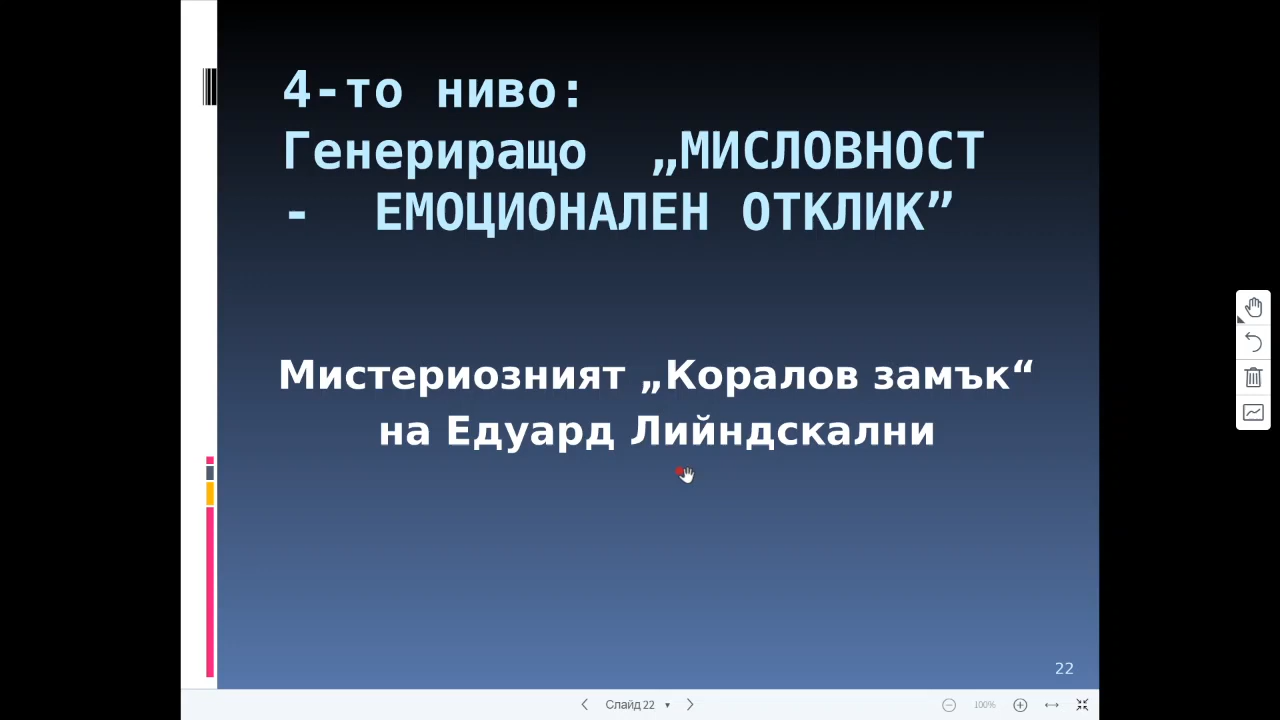 4-то ниво:
Генериращо „МИСЛОВНОСТ
- ЕМОЦИОНАЛЕН ОТКЛИК”
Мистериозният „Коралов замък“
на Едуард Лийндскални
22
Слайд 22
100%